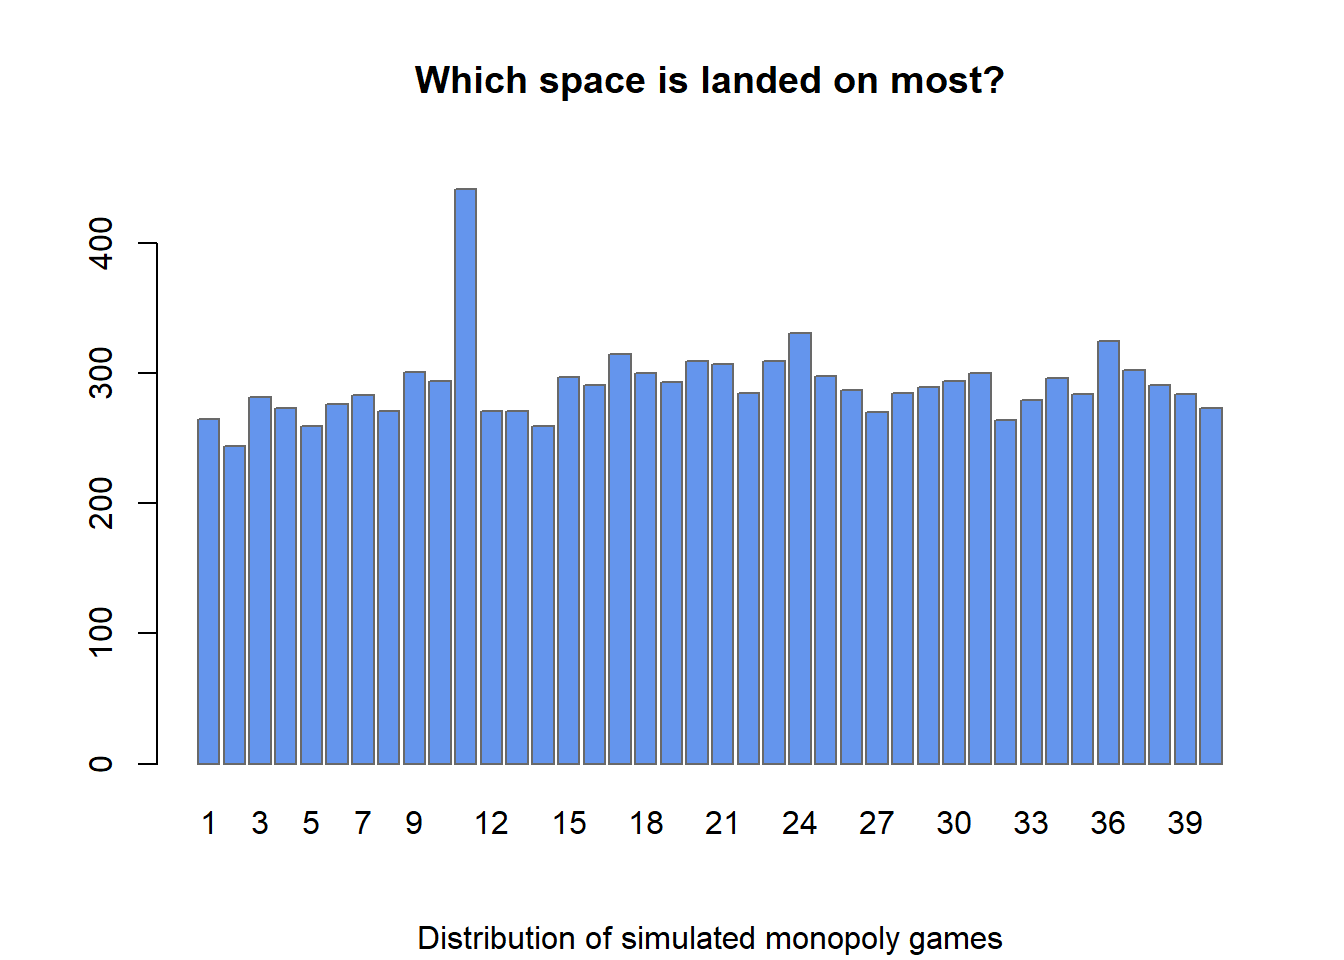 Which space is landed on most?
400
300
200
100
0
1 3 5 7 9 12 15 18 21 24 27 30 33 36 39
Distribution of simulated monopoly games